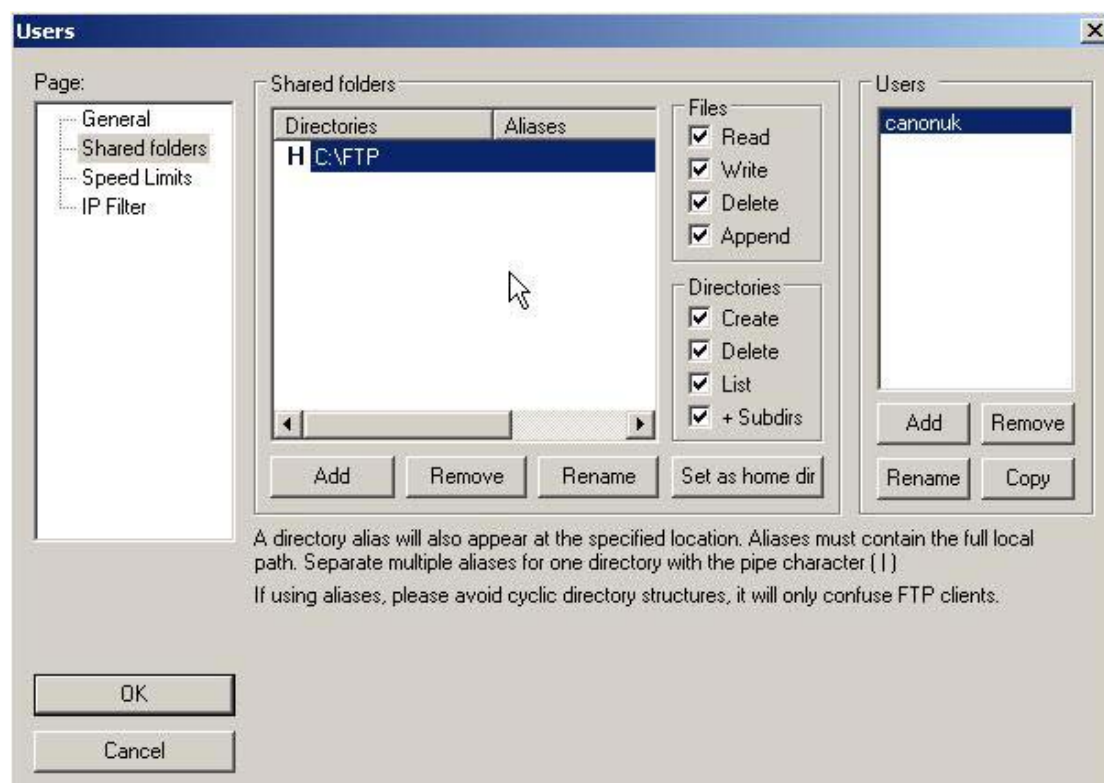 Users
Page:
General
Shared folders
Speed Limits
IP Filter
Shared folders
Directories Aliases
H C:\FTP
Files
Read
Write
Delete
Append
Directories
Create
Delete
List
+ Subdirs
Add Remove Rename Set as home dir
Users
canonuk
Add Remove
Rename Copy
A directory alias will also appear at the specified location. Aliases must contain the full local
path. Separate multiple aliases for one directory with the pipe character ( | )
If using aliases, please avoid cyclic directory structures, it will only confuse FTP clients.
OK
Cancel